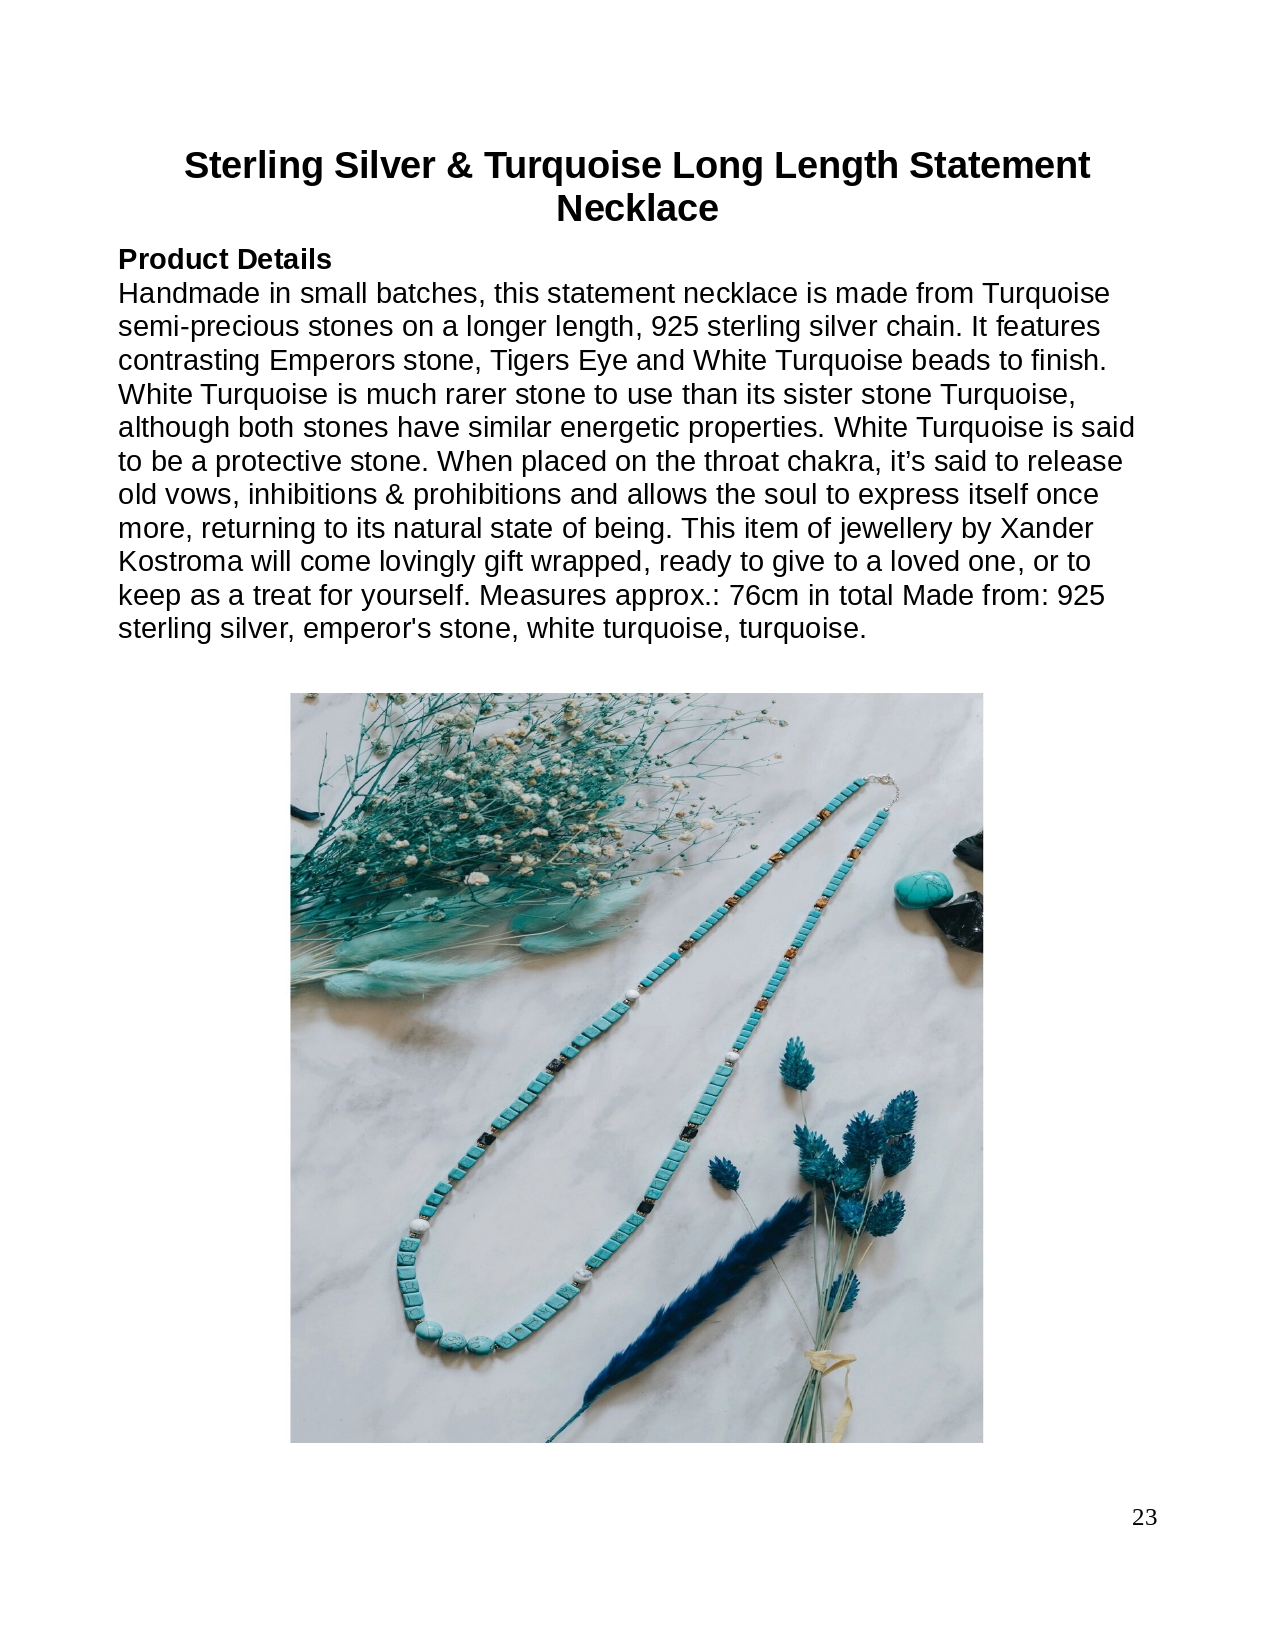 Sterling Silver & Turquoise Long Length Statement
Necklace
Product Details
Handmade in small batches, this statement necklace is made from Turquoise
semi-precious stones on a longer length, 925 sterling silver chain. It features
contrasting Emperors stone, Tigers Eye and White Turquoise beads to finish.
White Turquoise is much rarer stone to use than its sister stone Turquoise,
although both stones have similar energetic properties. White Turquoise is said
to be a protective stone. When placed on the throat chakra, it’s said to release
old vows, inhibitions & prohibitions and allows the soul to express itself once
more, returning to its natural state of being. This item of jewellery by Xander
Kostroma will come lovingly gift wrapped, ready to give to a loved one, or to
keep as a treat for yourself. Measures approx.: 76cm in total Made from: 925
sterling silver, emperor's stone, white turquoise, turquoise.
23